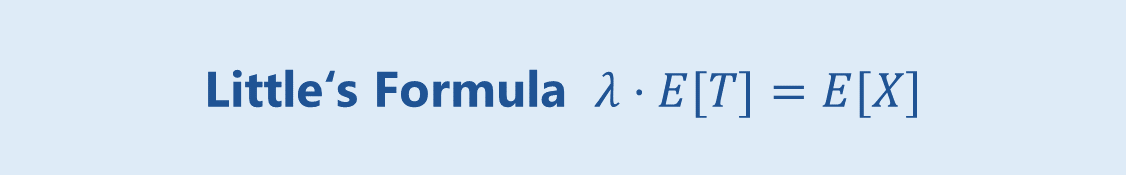 Little‘s Formula λ · E[T] = E[X]